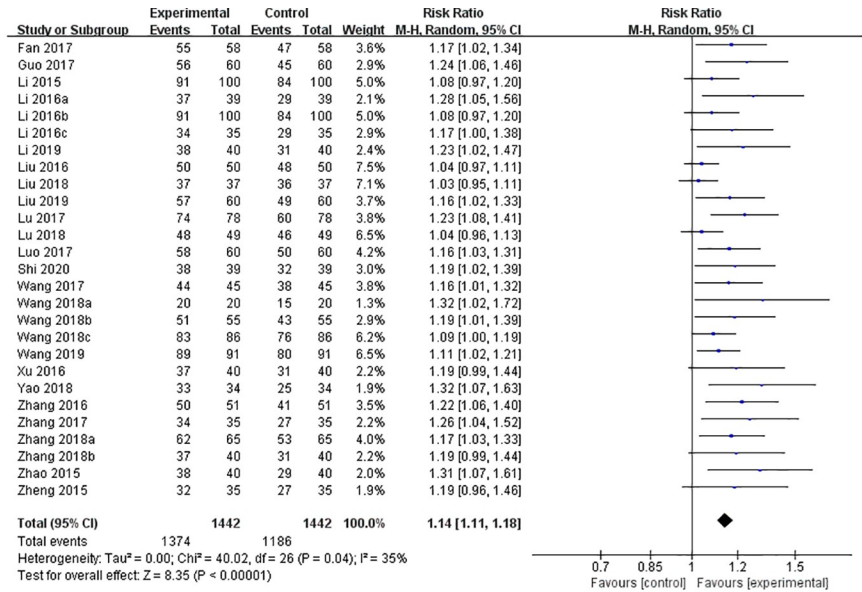 Experimental Control Risk Ratio Risk Ratio
Study or Subgroup Events Total Events Total Weight M-H, Random, 95% CI M-H, Random, 95% CI
Fan 2017 55 58 47 58 3.6% 1.17 [1.02, 1.34]
Guo 2017 56 60 45 60 2.8% 1.24 [1.06, 1.46]
Li 2015 91 100 84 100 5.0% 1.08 [0.97, 1.20]
Li 2016a 37 39 29 39 2.1% 1.28 [1.05, 1.56]
Li 2016b 91 100 84 100 5.0% 1.08 [0.97, 1.20]
Li 2016c 34 35 29 35 2.9% 1.17 [1.00, 1.38]
Li 2019 38 40 31 40 2.4% 1.23 [1.02, 1.47]
Liu 2016 50 50 48 50 7.5% 1.04 [0.97, 1.11]
Liu 2018 37 37 36 37 7.1% 1.03 [0.95, 1.11]
Liu 2019 57 60 49 60 3.7% 1.16 [1.02, 1.33]
Lu 2017 74 78 60 78 3.8% 1.23 [1.08, 1.41]
Lu 2018 48 49 46 49 6.5% 1.04 [0.96, 1.13]
Luo 2017 58 60 50 60 4.2% 1.16 [1.03, 1.31]
Shi 2020 38 39 32 39 3.0% 1.19 [1.02, 1.39]
Wang 2017 44 45 38 45 3.8% 1.16 [1.01, 1.32]
Wang 2018a 20 20 15 20 1.3% 1.32 [1.02, 1.72]
Wang 2018b 51 55 43 55 2.9% 1.19 [1.01, 1.39]
Wang 2018c 83 86 76 86 6.2% 1.09 [1.00, 1.19]
Wang 2019 89 91 80 91 6.5% 1.11 [1.02, 1.21]
Xu 2016 37 40 31 40 2.2% 1.19 [0.99, 1.44]
Yao 2018 33 34 25 34 1.9% 1.32 [1.07, 1.63]
Zhang 2016 50 51 41 51 3.5% 1.22 [1.06, 1.40]
Zhang 2017 34 35 27 35 2.2% 1.26 [1.04, 1.52]
Zhang 2018a 62 65 53 65 4.0% 1.17 [1.03, 1.33]
Zhang 2018b 37 40 31 40 2.2% 1.19 [0.99, 1.44]
Zhao 2015 38 40 29 40 2.0% 1.31 [1.07, 1.61]
Zheng 2015 32 35 27 35 1.9% 1.19 [0.96, 1.46]
Total (95% CI) 1442 1442 100.0% 1.14 [1.11, 1.18]
Total events 1374 1186
Heterogeneity: Tau² = 0.00; Chi² = 40.02, df = 26 (P = 0.04); I² = 35%
Test for overall effect: Z = 8.35 (P < 0.00001)
0.7 0.85 1 1.2 1.5
Favours [control] Favours [experimental]